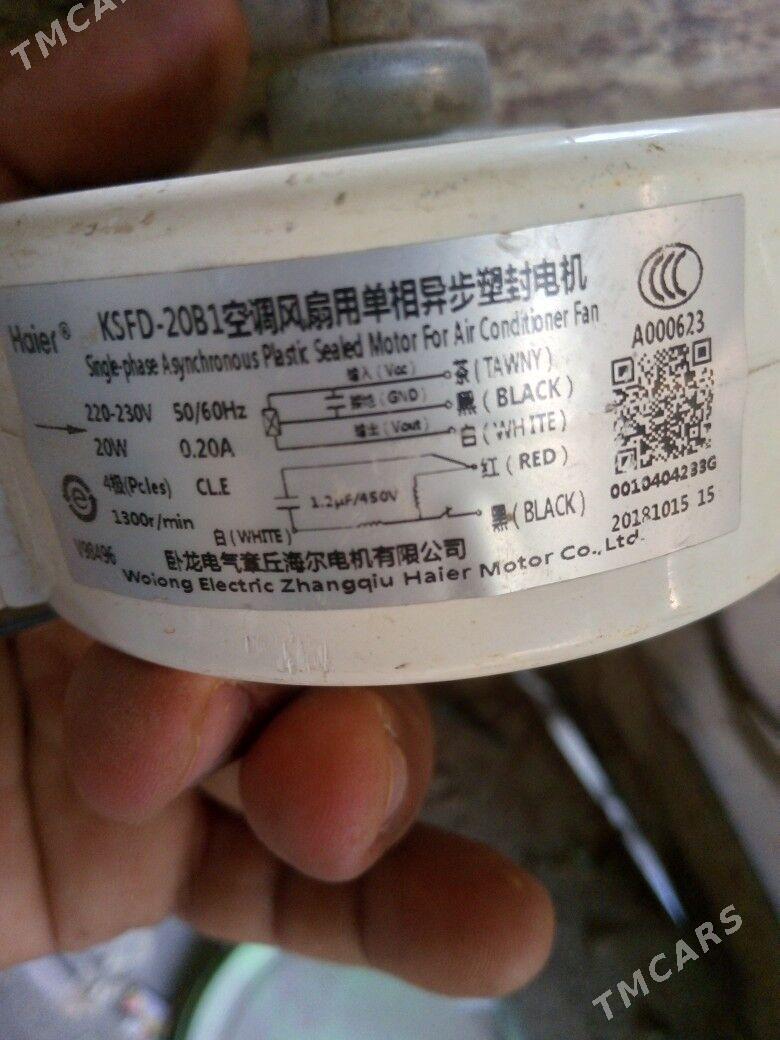 TMCARS
Haier®
KSFD-20B1空调风扇用单相异步塑封电机
Single-phase Asynchronous Plastic Sealed Motor For Air Conditioner Fan
A000623
220-230V 50/60Hz
20W 0.20A
4极(Pcles) CL.E
1300r/min
V98496
输入(Vcc) 茶(TAWNY)
接地(GND) 黑(BLACK)
输出(Vout) 白(WHITE)
红(RED)
1.2μF/450V
白(WHITE) 黑(BLACK)
0010404233G
20181015 15
卧龙电气章丘海尔电机有限公司
Wolong Electric Zhangqiu Haier Motor Co.,Ltd.
TMCARS